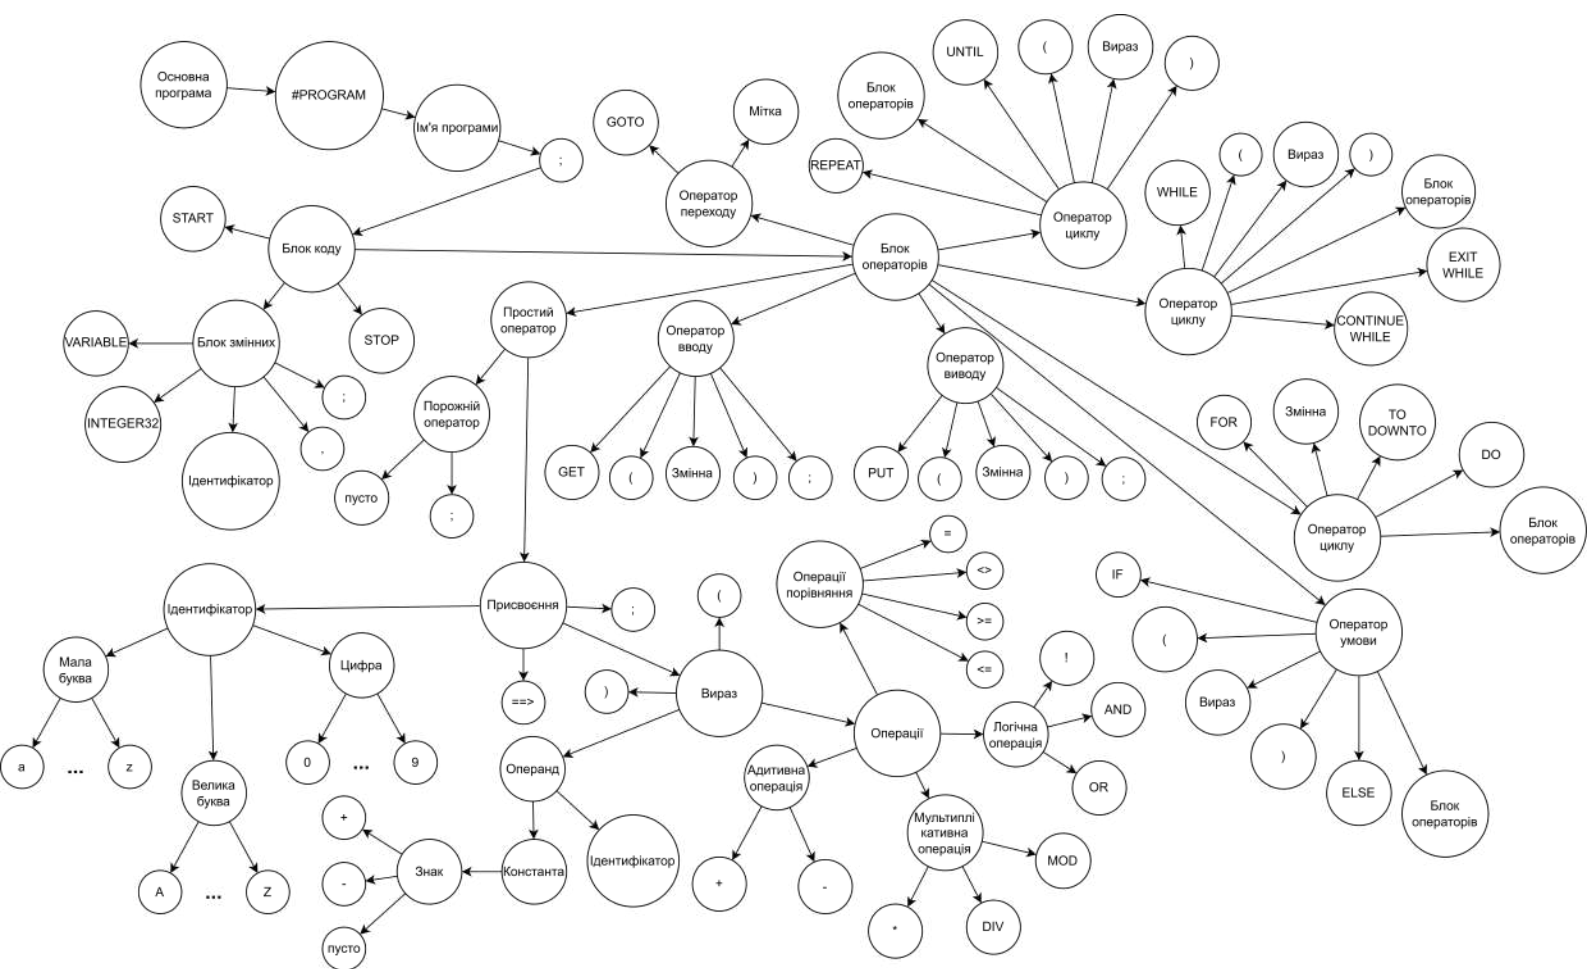 Основна
програма
#PROGRAM
Ім'я програми
;
START
Блок коду
Блок змінних
STOP
VARIABLE
INTEGER32
Ідентифікатор
,
;
GOTO
Мітка
Оператор
переходу
Блок
операторів
REPEAT
Блок
операторів
UNTIL
(
Вираз
)
Оператор
циклу
WHILE
(
Вираз
)
Блок
операторів
EXIT
WHILE
CONTINUE
WHILE
Оператор
циклу
Простий
оператор
Порожній
оператор
пусто
;
Оператор
вводу
GET
(
Змінна
)
;
Оператор
виводу
PUT
(
Змінна
)
;
FOR
Змінна
TO
DOWNTO
DO
Блок
операторів
Оператор
циклу
Присвоєння
;
==>
Ідентифікатор
Мала
буква
a
...
z
Велика
буква
A
...
Z
Цифра
0
...
9
Вираз
(
)
Операнд
Константа
Ідентифікатор
Знак
+
-
пусто
Операції
Операції
порівняння
=
<>
>=
<=
Логічна
операція
!
AND
OR
Адитивна
операція
+
-
Мультиплі
кативна
операція
*
DIV
MOD
Оператор
умови
IF
(
Вираз
)
ELSE
Блок
операторів